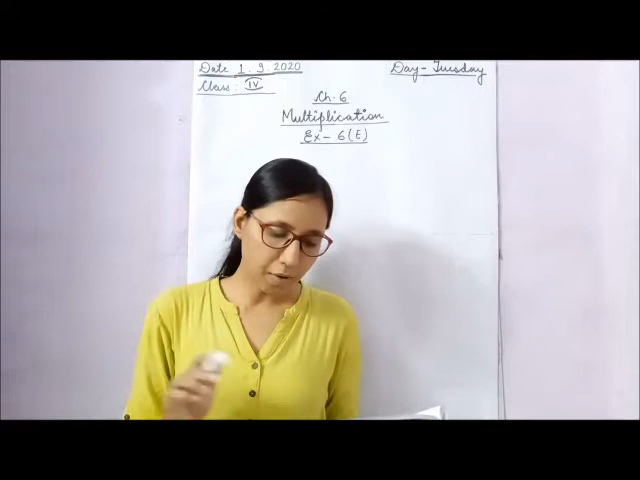 Date 1.9.2020
Day - Tuesday
Class: IV
Ch. 6
Multiplication
Ex - 6(E)